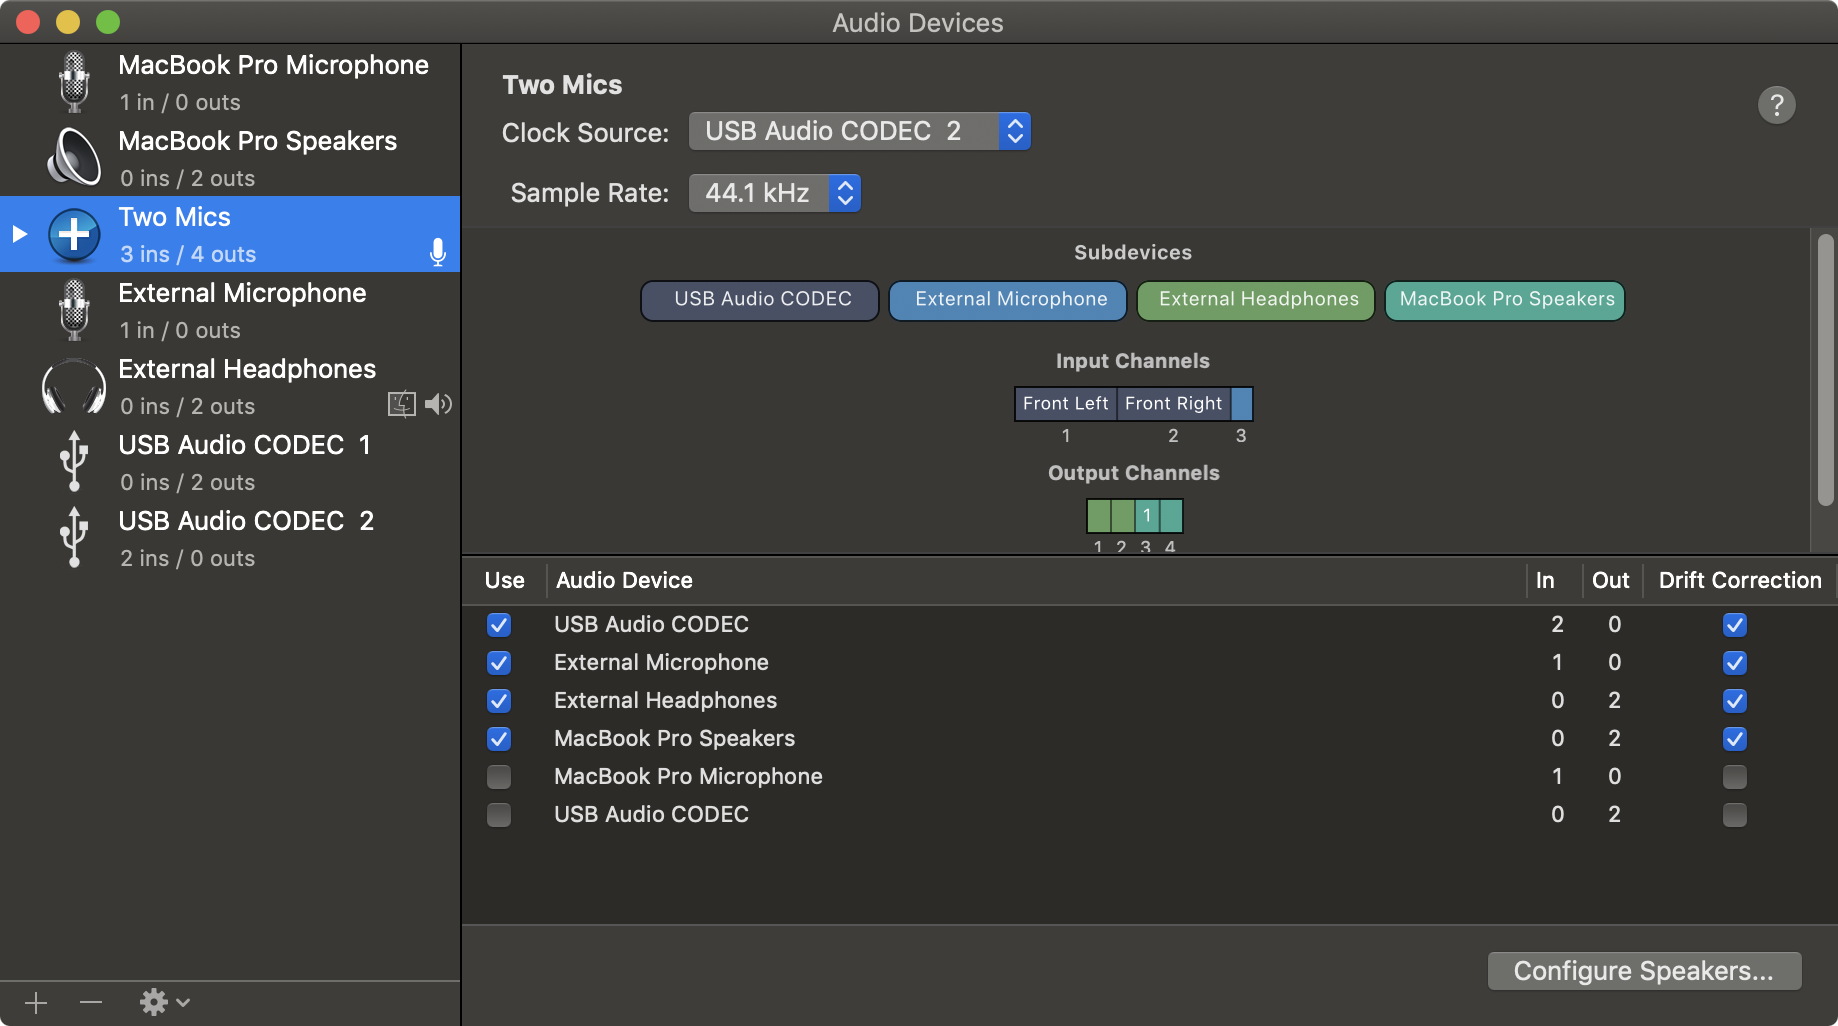 Audio Devices
MacBook Pro Microphone
1 in / 0 outs
MacBook Pro Speakers
0 ins / 2 outs
Two Mics
3 ins / 4 outs
External Microphone
1 in / 0 outs
External Headphones
0 ins / 2 outs
USB Audio CODEC  1
0 ins / 2 outs
USB Audio CODEC  2
2 ins / 0 outs
Two Mics
?
Clock Source: USB Audio CODEC  2
Sample Rate: 44.1 kHz
Subdevices
USB Audio CODEC External Microphone External Headphones MacBook Pro Speakers
Input Channels
Front Left Front Right
1 2 3
Output Channels
1
1 2 3 4
Use Audio Device In Out Drift Correction
USB Audio CODEC 2 0
External Microphone 1 0
External Headphones 0 2
MacBook Pro Speakers 0 2
MacBook Pro Microphone 1 0
USB Audio CODEC 0 2
Configure Speakers...